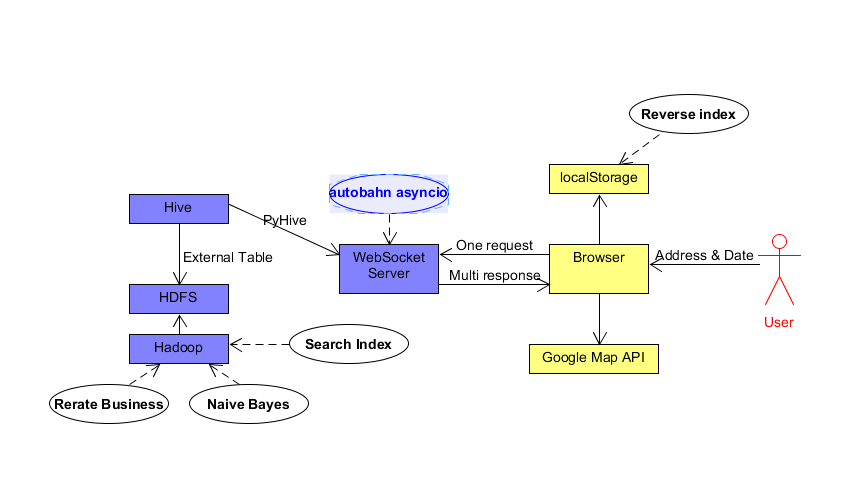 Reverse index
localStorage
autobahn asyncio
Hive
PyHive
WebSocket
Server
One request
Multi response
Browser
Address & Date
User
External Table
HDFS
Hadoop
Search Index
Google Map API
Rerate Business
Naive Bayes